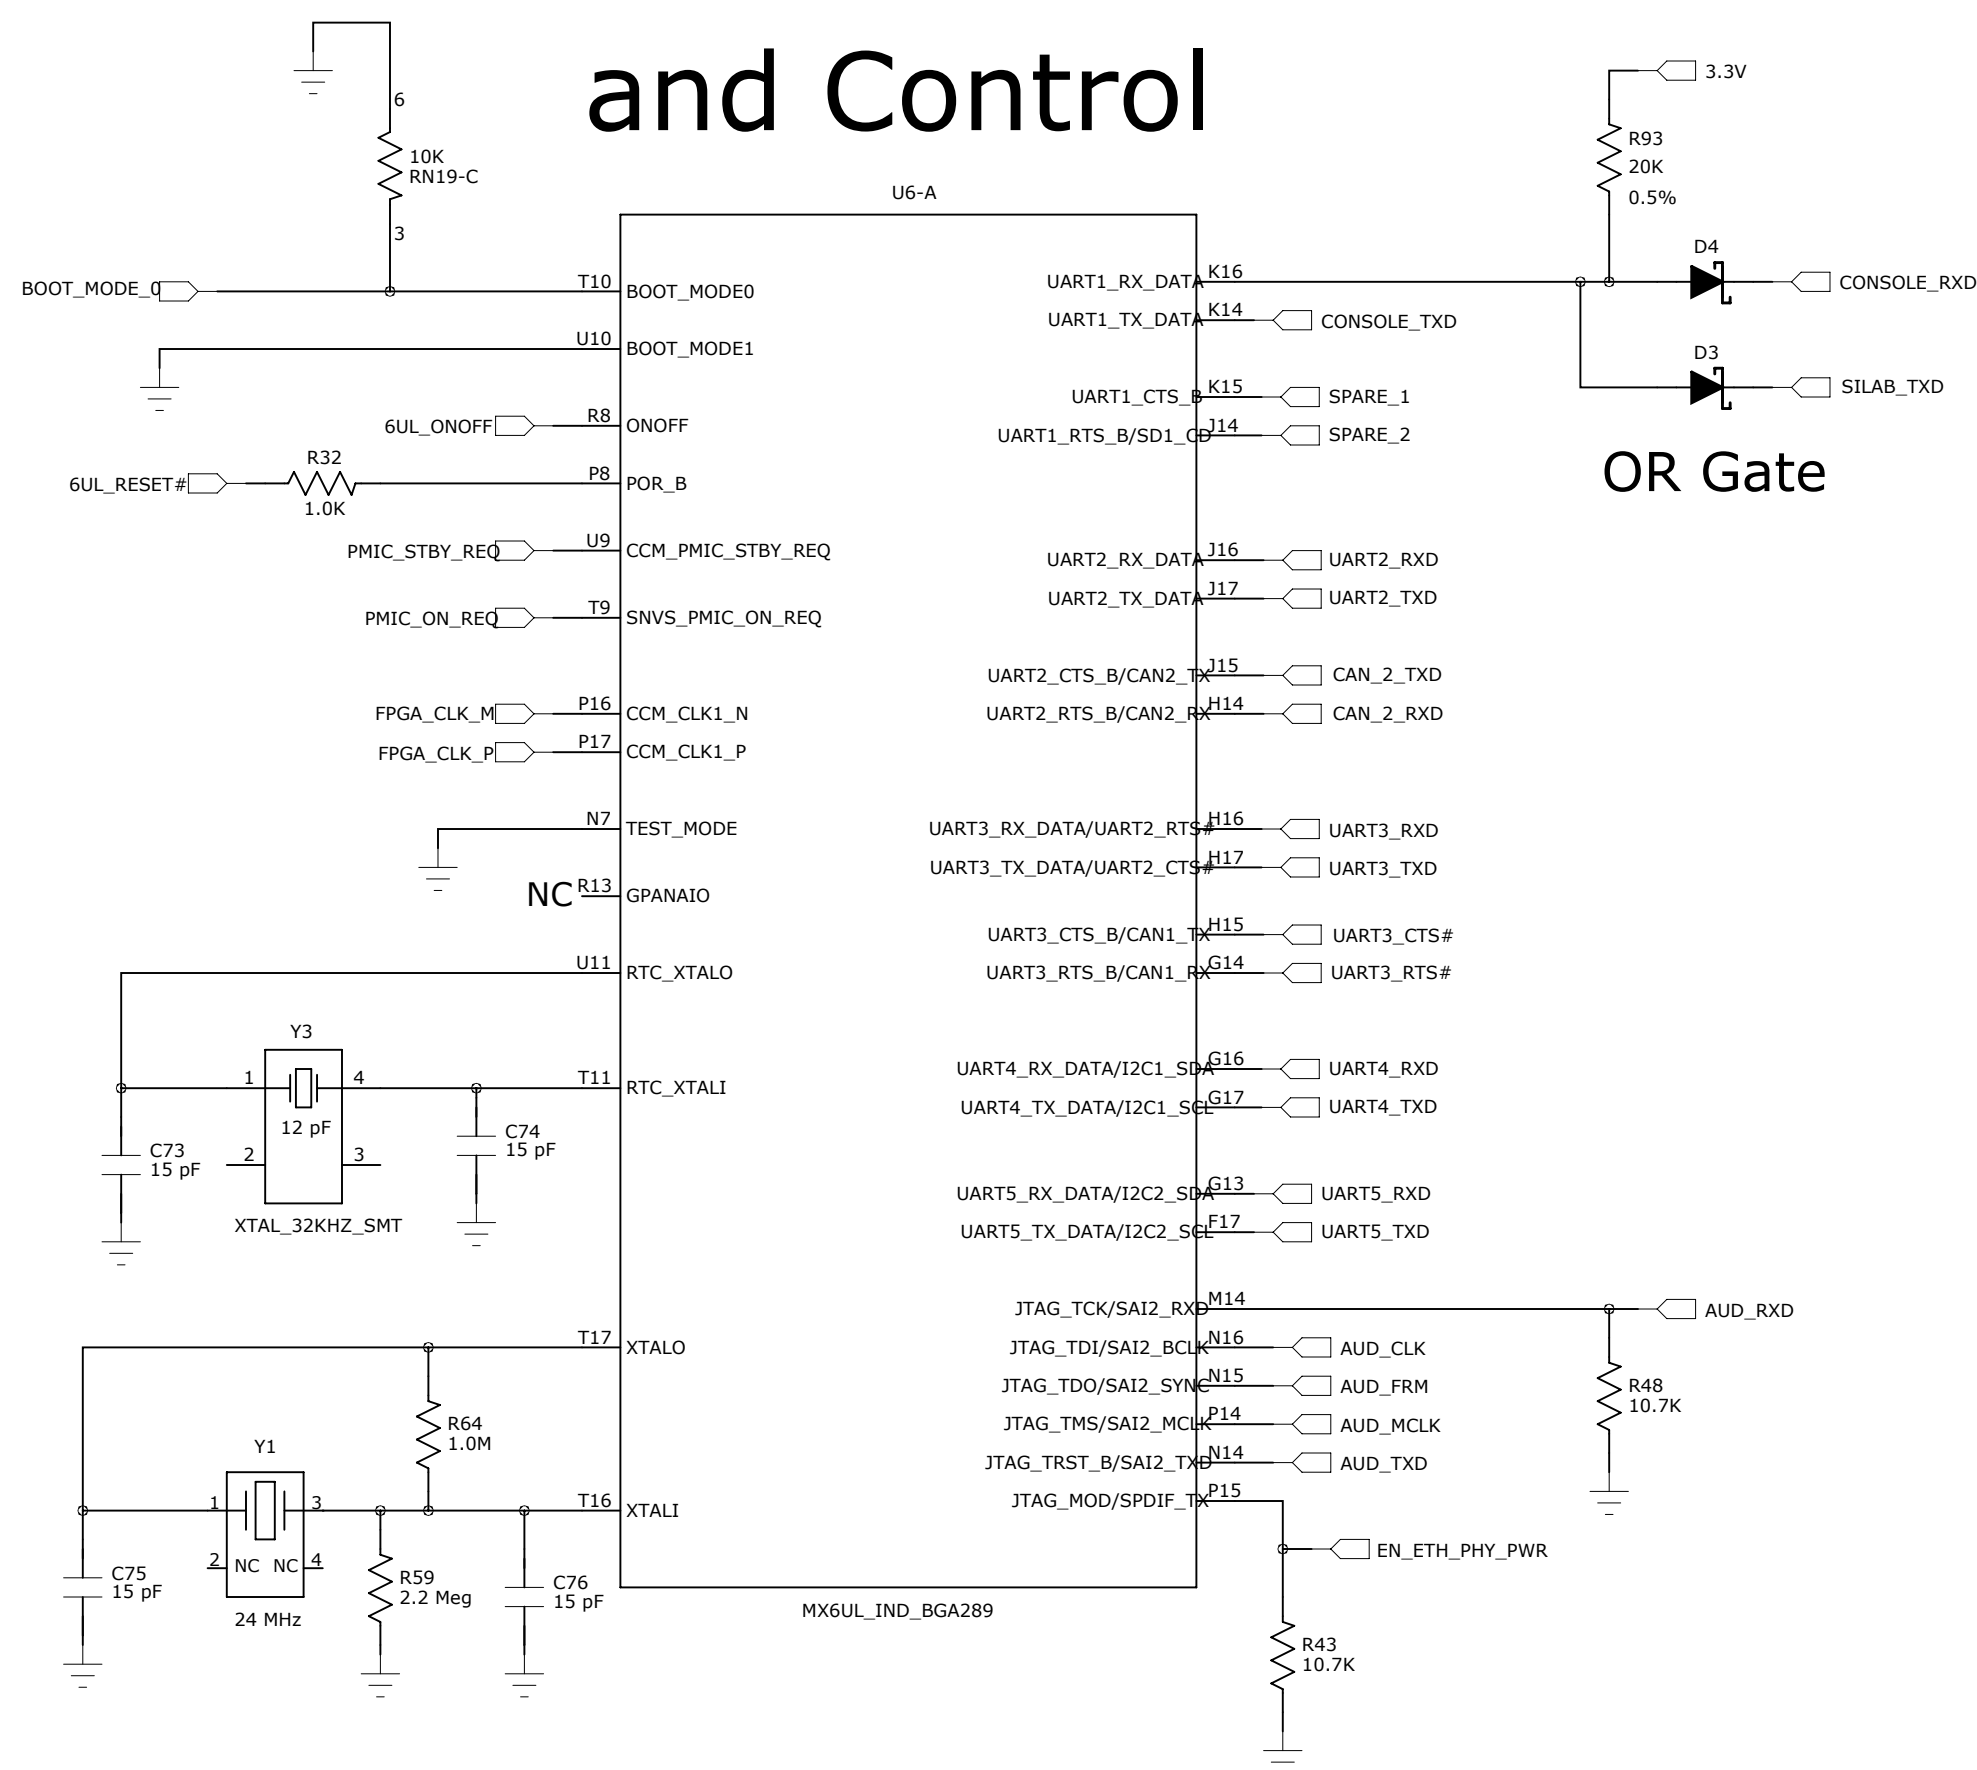 and Control
6
10K
RN19-C
3
BOOT_MODE_0
T10
BOOT_MODE0
U10
BOOT_MODE1
6UL_ONOFF
R8
ONOFF
6UL_RESET#
R32
1.0K
P8
POR_B
PMIC_STBY_REQ
U9
CCM_PMIC_STBY_REQ
PMIC_ON_REQ
T9
SNVS_PMIC_ON_REQ
FPGA_CLK_M
P16
CCM_CLK1_N
FPGA_CLK_P
P17
CCM_CLK1_P
N7
TEST_MODE
NC
R13
GPANAIO
U11
RTC_XTALO
Y3
1
4
12 pF
2
3
XTAL_32KHZ_SMT
C73
15 pF
C74
15 pF
T11
RTC_XTALI
T17
XTALO
R64
1.0M
Y1
1
3
2
NC
NC
4
24 MHz
C75
15 pF
R59
2.2 Meg
C76
15 pF
T16
XTALI
U6-A
MX6UL_IND_BGA289
UART1_RX_DATA
K16
3.3V
R93
20K
0.5%
D4
CONSOLE_RXD
D3
SILAB_TXD
OR Gate
UART1_TX_DATA
K14
CONSOLE_TXD
UART1_CTS_B
K15
SPARE_1
UART1_RTS_B/SD1_CD
J14
SPARE_2
UART2_RX_DATA
J16
UART2_RXD
UART2_TX_DATA
J17
UART2_TXD
UART2_CTS_B/CAN2_TX
J15
CAN_2_TXD
UART2_RTS_B/CAN2_RX
H14
CAN_2_RXD
UART3_RX_DATA/UART2_RTS#
H16
UART3_RXD
UART3_TX_DATA/UART2_CTS#
H17
UART3_TXD
UART3_CTS_B/CAN1_TX
H15
UART3_CTS#
UART3_RTS_B/CAN1_RX
G14
UART3_RTS#
UART4_RX_DATA/I2C1_SDA
G16
UART4_RXD
UART4_TX_DATA/I2C1_SCL
G17
UART4_TXD
UART5_RX_DATA/I2C2_SDA
G13
UART5_RXD
UART5_TX_DATA/I2C2_SCL
F17
UART5_TXD
JTAG_TCK/SAI2_RXD
M14
AUD_RXD
JTAG_TDI/SAI2_BCLK
N16
AUD_CLK
JTAG_TDO/SAI2_SYNC
N15
AUD_FRM
JTAG_TMS/SAI2_MCLK
P14
AUD_MCLK
JTAG_TRST_B/SAI2_TXD
N14
AUD_TXD
JTAG_MOD/SPDIF_TX
P15
EN_ETH_PHY_PWR
R48
10.7K
R43
10.7K